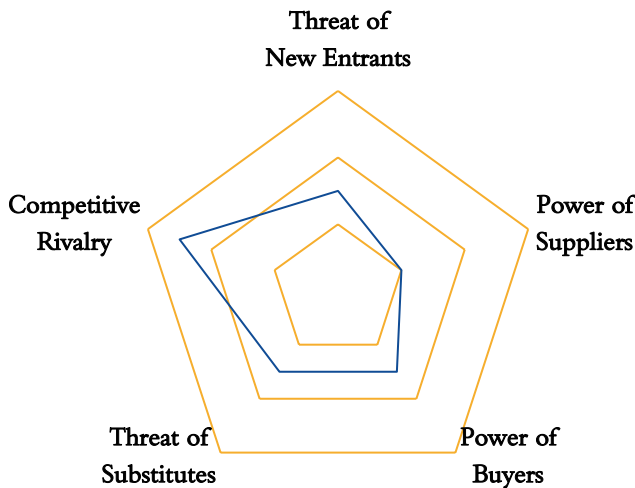 Threat of
New Entrants
Competitive
Rivalry
Power of
Suppliers
Threat of
Substitutes
Power of
Buyers